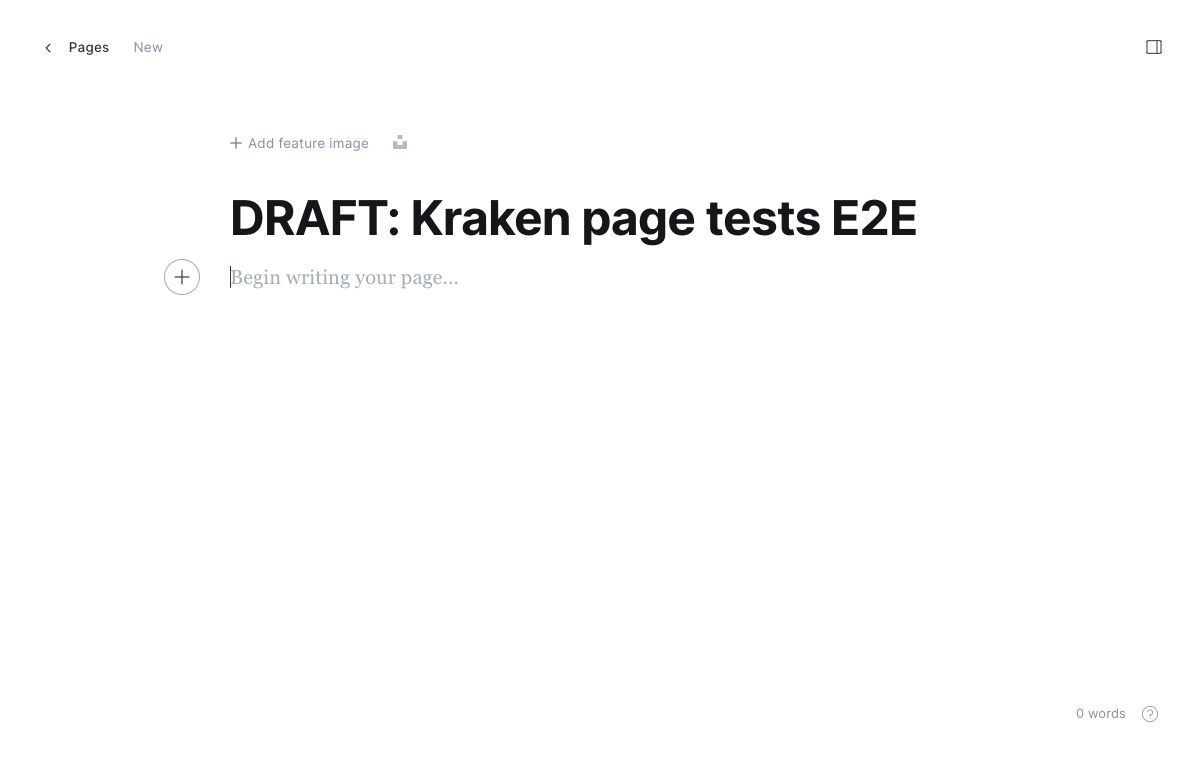 Pages New
Add feature image
DRAFT: Kraken page tests E2E
Begin writing your page...
0 words
?